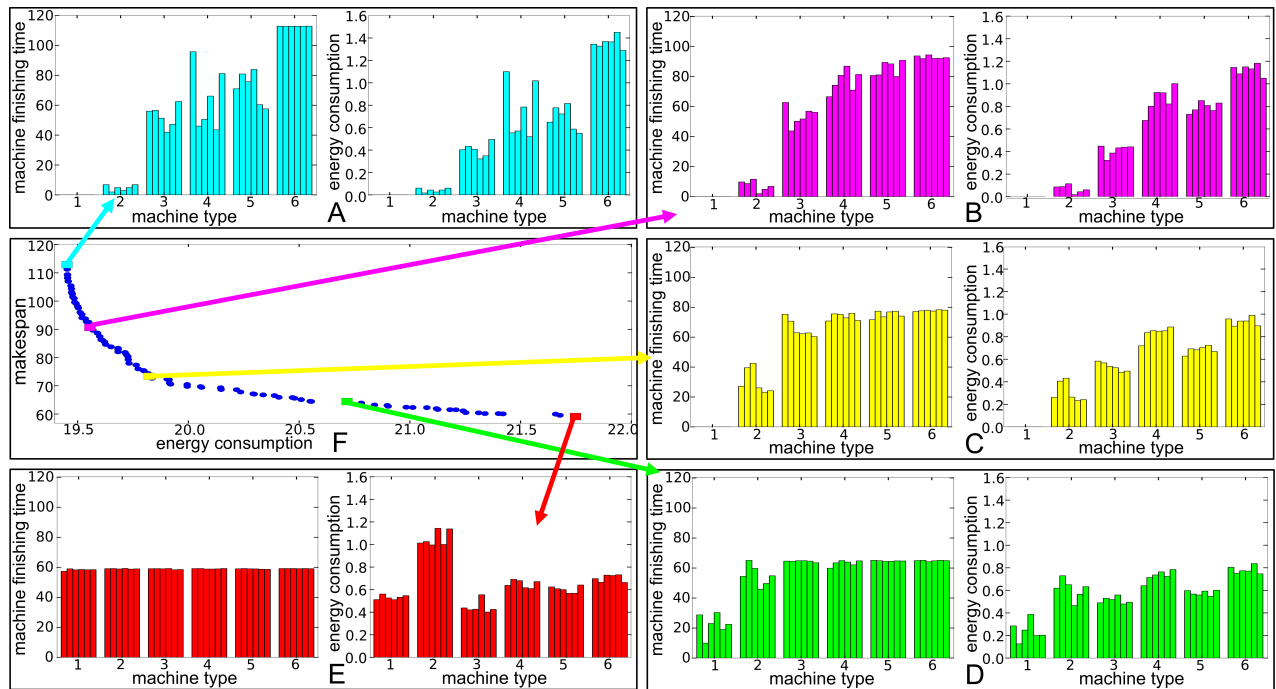 machine finishing time
120
100
80
60
40
20
0
1 2 3 4 5 6
machine type
energy consumption
1.6
1.4
1.2
1.0
0.8
0.6
0.4
0.2
0.0
1 2 3 4 5 6
machine type
A
machine finishing time
120
100
80
60
40
20
0
1 2 3 4 5 6
machine type
energy consumption
1.6
1.4
1.2
1.0
0.8
0.6
0.4
0.2
0.0
1 2 3 4 5 6
machine type
B
makespan
120
110
100
90
80
70
60
19.5 20.0 20.5 21.0 21.5 22.0
energy consumption
F
machine finishing time
120
100
80
60
40
20
0
1 2 3 4 5 6
machine type
energy consumption
1.6
1.4
1.2
1.0
0.8
0.6
0.4
0.2
0.0
1 2 3 4 5 6
machine type
C
machine finishing time
120
100
80
60
40
20
0
1 2 3 4 5 6
machine type
energy consumption
1.6
1.4
1.2
1.0
0.8
0.6
0.4
0.2
0.0
1 2 3 4 5 6
machine type
E
machine finishing time
120
100
80
60
40
20
0
1 2 3 4 5 6
machine type
energy consumption
1.6
1.4
1.2
1.0
0.8
0.6
0.4
0.2
0.0
1 2 3 4 5 6
machine type
D